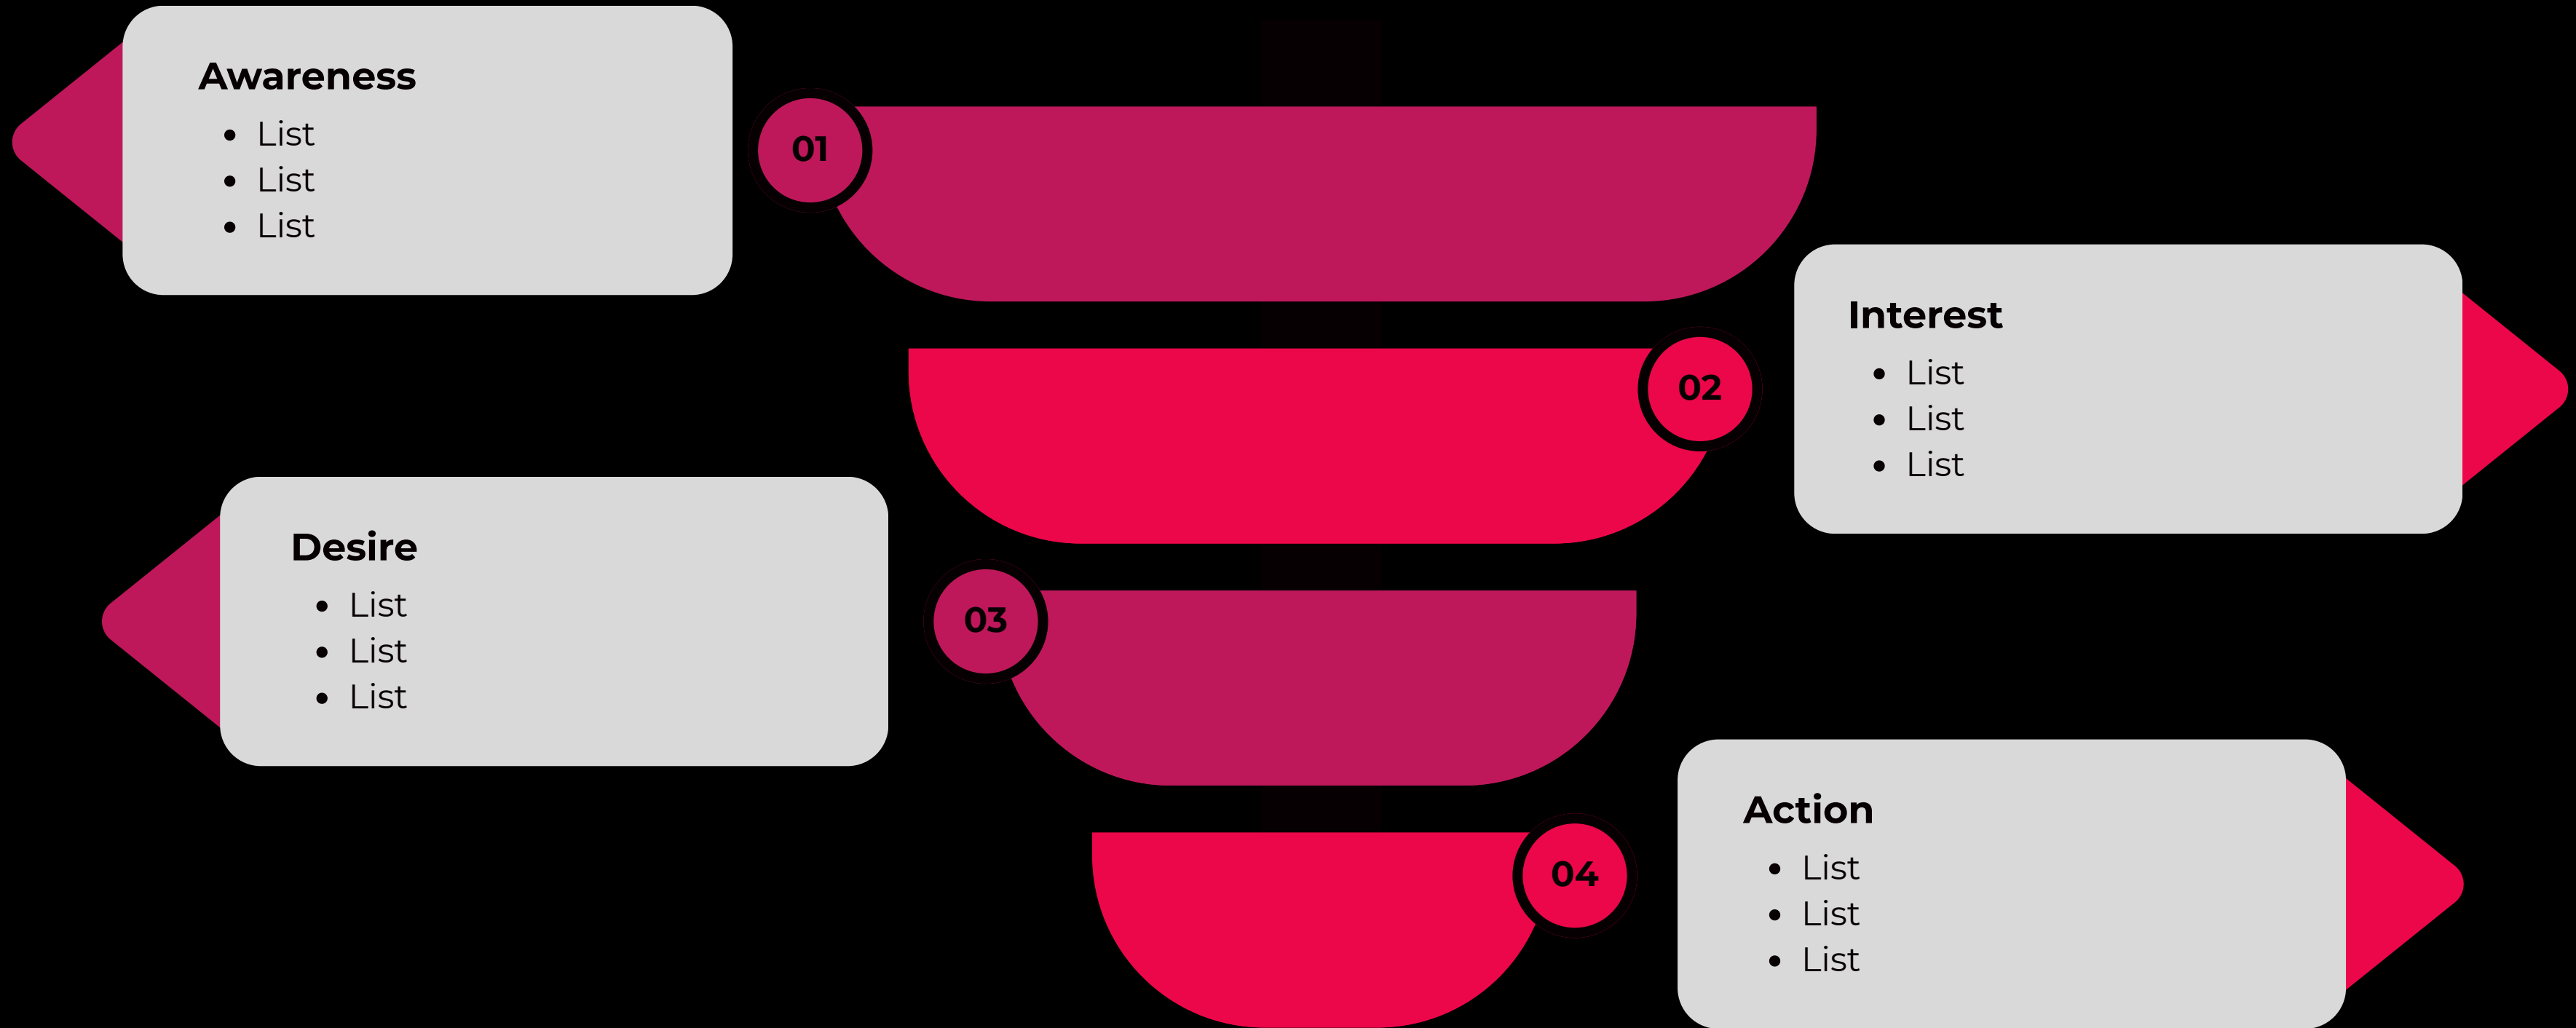 Awareness
• List
• List
• List
01
Interest
• List
• List
• List
02
Desire
• List
• List
• List
03
Action
• List
• List
• List
04